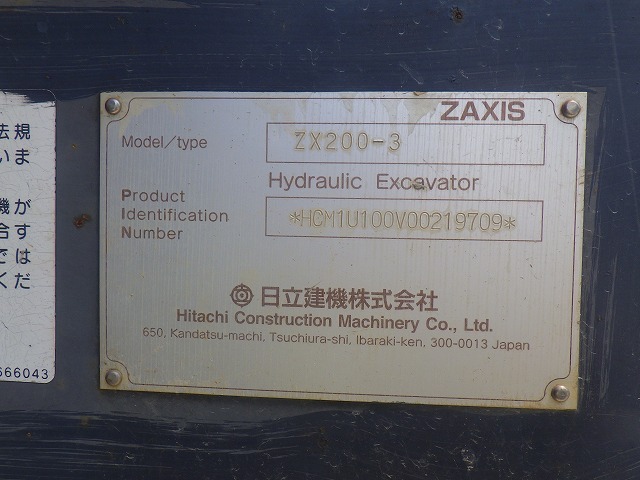 ZAXIS
Model/type
ZX200-3
Hydraulic Excavator
Product
Identification
Number
*HCM1U100V00219709*
日立建機株式会社
Hitachi Construction Machinery Co., Ltd.
650, Kandatsu-machi, Tsuchiura-shi, Ibaraki-ken, 300-0013 Japan
法規
いま
機が
合す
では
くだ
666043